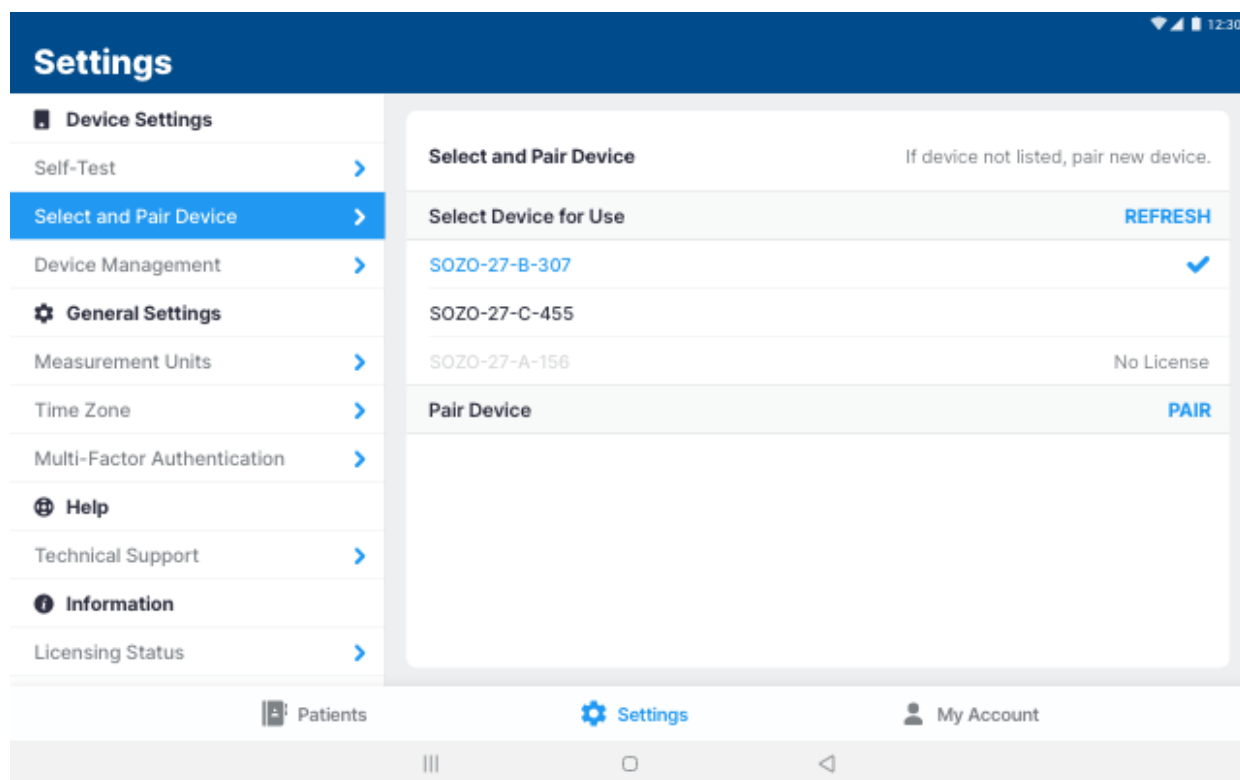 12:30
Settings
Device Settings
Self-Test
Select and Pair Device
Device Management
General Settings
Measurement Units
Time Zone
Multi-Factor Authentication
Help
Technical Support
Information
Licensing Status
Select and Pair Device If device not listed, pair new device.
Select Device for Use REFRESH
SOZO-27-B-307
SOZO-27-C-455
SOZO-27-A-156 No License
Pair Device PAIR
Patients Settings My Account